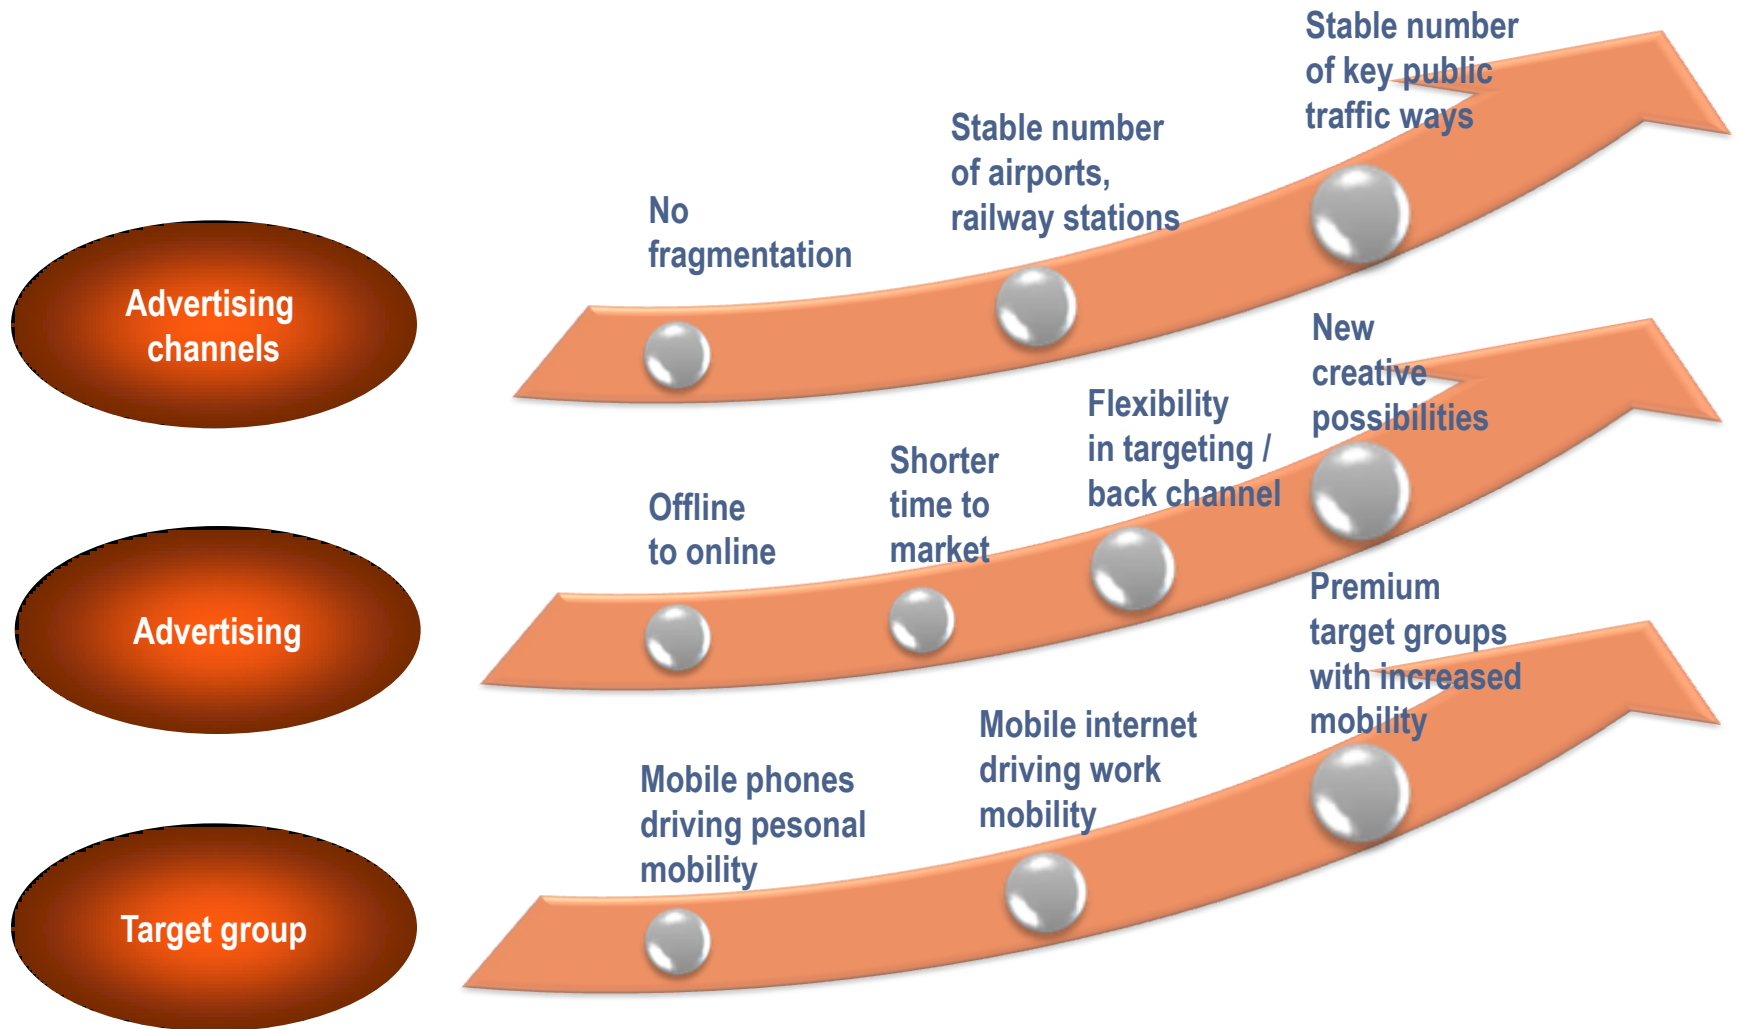 Advertising
channels
No
fragmentation
Stable number
of airports,
railway stations
Stable number
of key public
traffic ways
Advertising
Offline
to online
Shorter
time to
market
Flexibility
in targeting /
back channel
New
creative
possibilities
Target group
Mobile phones
driving pesonal
mobility
Mobile internet
driving work
mobility
Premium
target groups
with increased
mobility